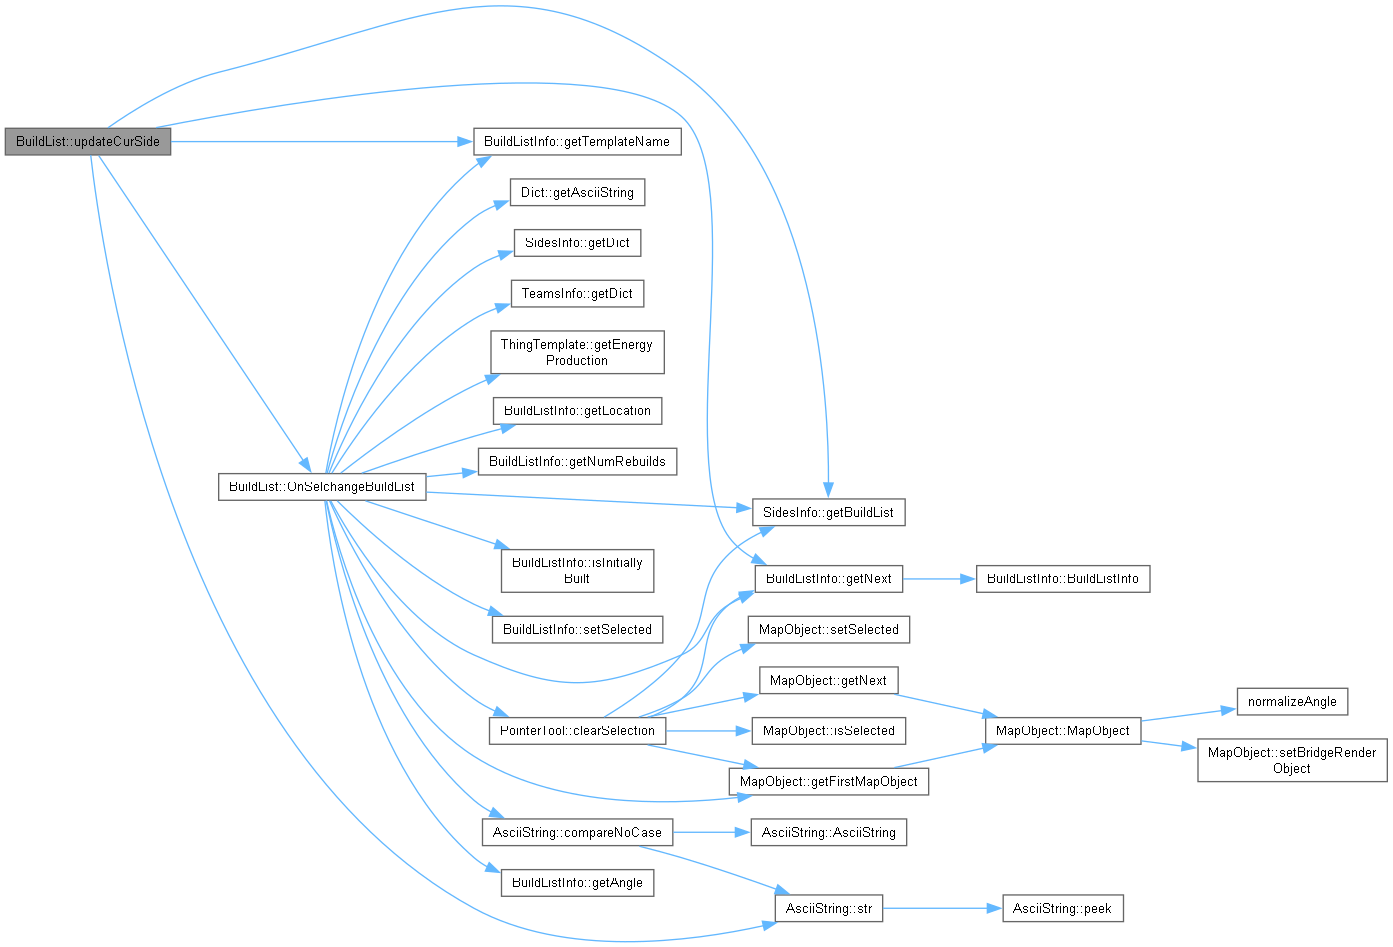 BuildList::updateCurSide
BuildListInfo::getTemplateName
Dict::getAsciiString
SidesInfo::getDict
TeamsInfo::getDict
ThingTemplate::getEnergy
Production
BuildListInfo::getLocation
BuildListInfo::getNumRebuilds
BuildList::OnSelchangeBuildList
SidesInfo::getBuildList
BuildListInfo::isInitially
Built
BuildListInfo::getNext
BuildListInfo::BuildListInfo
BuildListInfo::setSelected
MapObject::setSelected
MapObject::getNext
normalizeAngle
PointerTool::clearSelection
MapObject::isSelected
MapObject::MapObject
MapObject::setBridgeRender
Object
MapObject::getFirstMapObject
AsciiString::compareNoCase
AsciiString::AsciiString
BuildListInfo::getAngle
AsciiString::str
AsciiString::peek